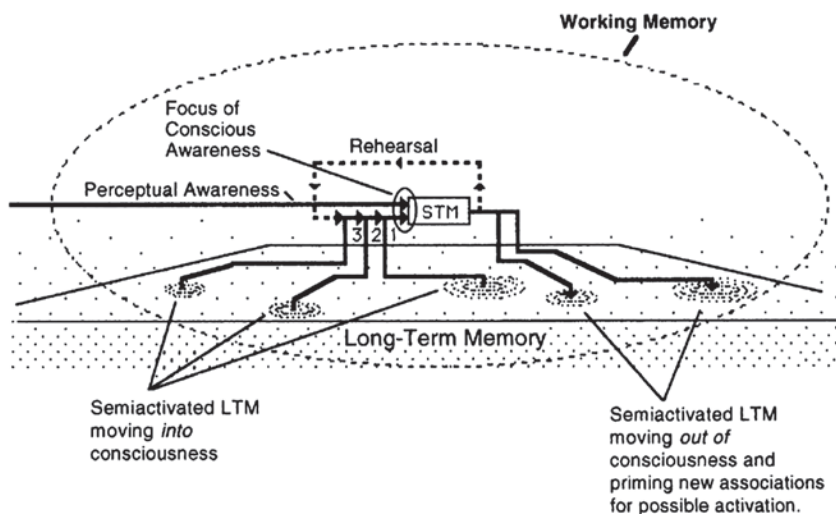 Working Memory
Focus of
Conscious
Awareness
Rehearsal
Perceptual Awareness
STM
3 2 1
Long-Term Memory
Semiactivated LTM
moving into
consciousness
Semiactivated LTM
moving out of
consciousness and
priming new associations
for possible activation.